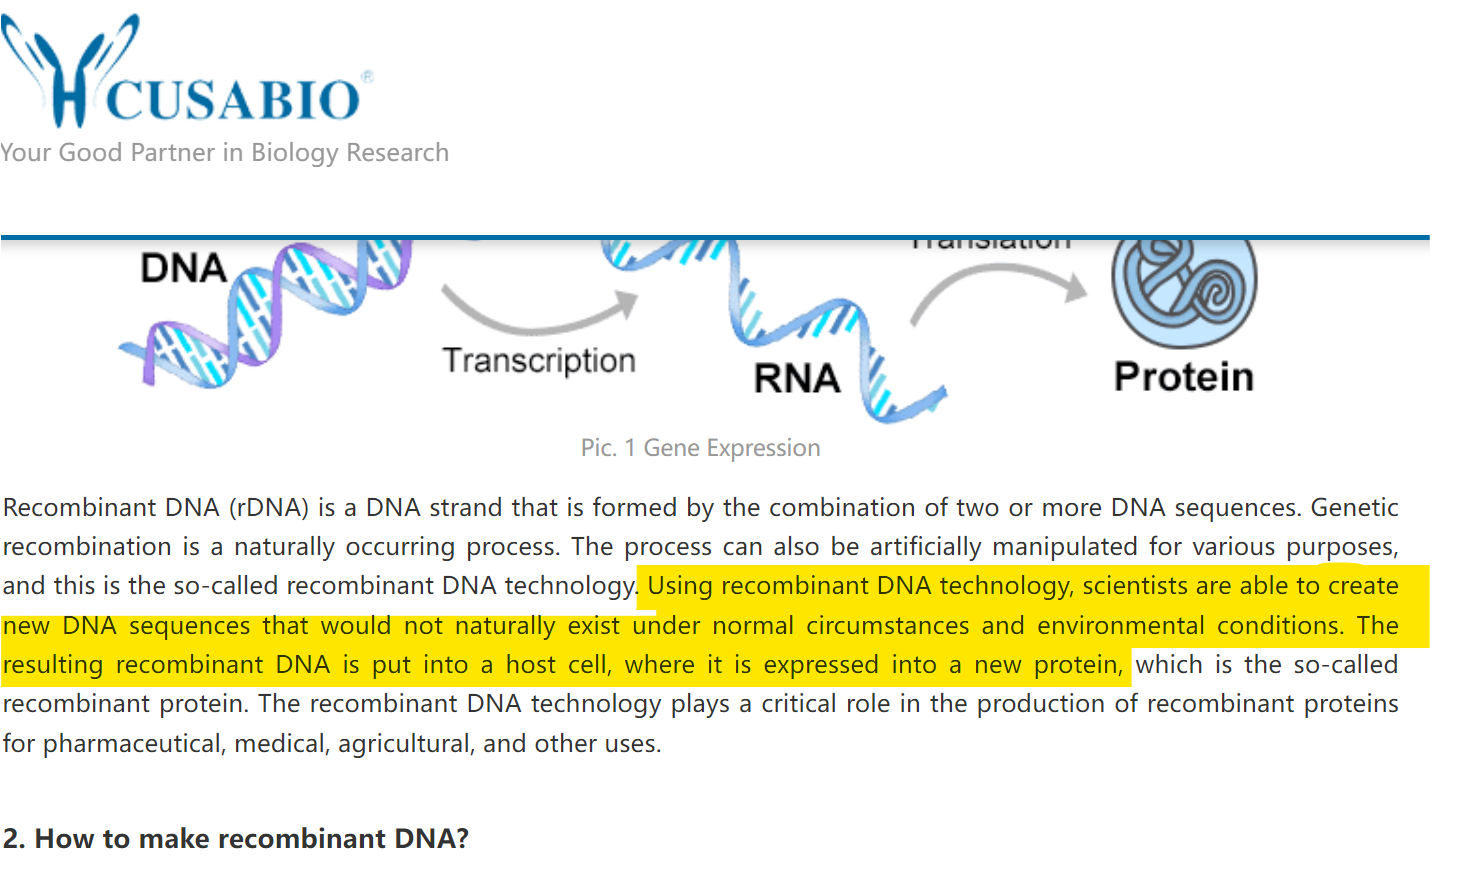 CUSABIO®
Your Good Partner in Biology Research
Translation
DNA
Transcription
RNA
Protein
Pic. 1 Gene Expression
Recombinant DNA (rDNA) is a DNA strand that is formed by the combination of two or more DNA sequences. Genetic
recombination is a naturally occurring process. The process can also be artificially manipulated for various purposes,
and this is the so-called recombinant DNA technology. Using recombinant DNA technology, scientists are able to create
new DNA sequences that would not naturally exist under normal circumstances and environmental conditions. The
resulting recombinant DNA is put into a host cell, where it is expressed into a new protein, which is the so-called
recombinant protein. The recombinant DNA technology plays a critical role in the production of recombinant proteins
for pharmaceutical, medical, agricultural, and other uses.
2. How to make recombinant DNA?